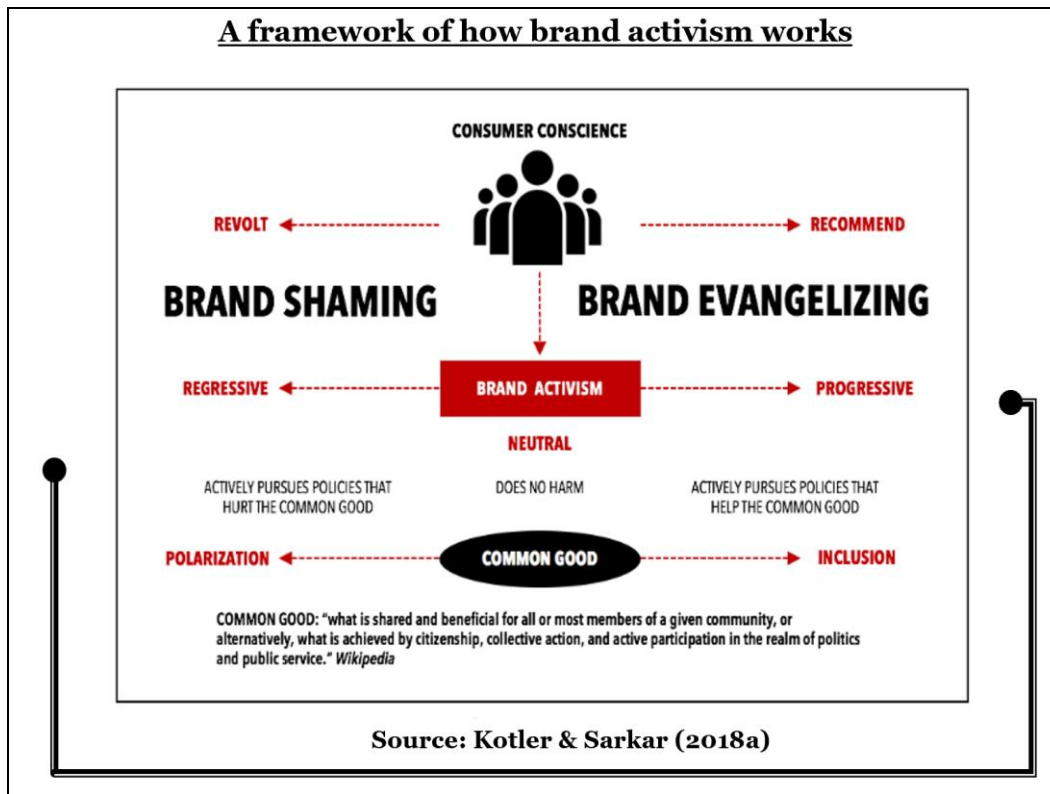 A framework of how brand activism works
CONSUMER CONSCIENCE
REVOLT
RECOMMEND
BRAND SHAMING
BRAND EVANGELIZING
REGRESSIVE
BRAND ACTIVISM
PROGRESSIVE
NEUTRAL
ACTIVELY PURSUES POLICIES THAT
HURT THE COMMON GOOD
DOES NO HARM
ACTIVELY PURSUES POLICIES THAT
HELP THE COMMON GOOD
POLARIZATION
COMMON GOOD
INCLUSION
COMMON GOOD: “what is shared and beneficial for all or most members of a given community, or
alternatively, what is achieved by citizenship, collective action, and active participation in the realm of politics
and public service.” Wikipedia
Source: Kotler & Sarkar (2018a)